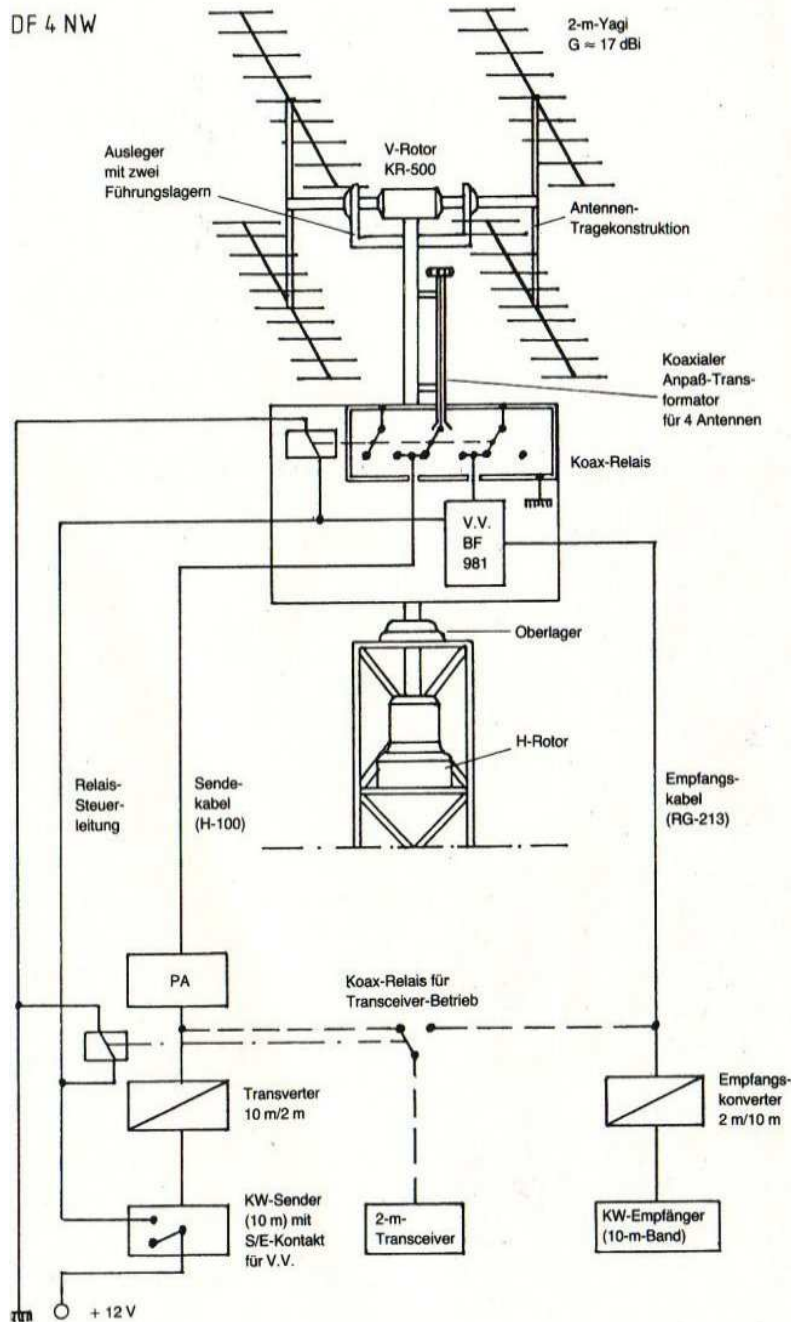 DF 4 NW
2-m-Yagi
G ≈ 17 dBi
Ausleger
mit zwei
Führungslagern
V-Rotor
KR-500
Antennen-
Tragekonstruktion
Koaxialer
Anpaß-Trans-
formator
für 4 Antennen
Koax-Relais
V.V.
BF
981
Oberlager
H-Rotor
Relais-
Steuer-
leitung
Sende-
kabel
(H-100)
Empfangs-
kabel
(RG-213)
PA
Koax-Relais für
Transceiver-Betrieb
Transverter
10 m/2 m
Empfangs-
konverter
2 m/10 m
KW-Sender
(10 m) mit
S/E-Kontakt
für V.V.
2-m-
Transceiver
KW-Empfänger
(10-m-Band)
+ 12 V